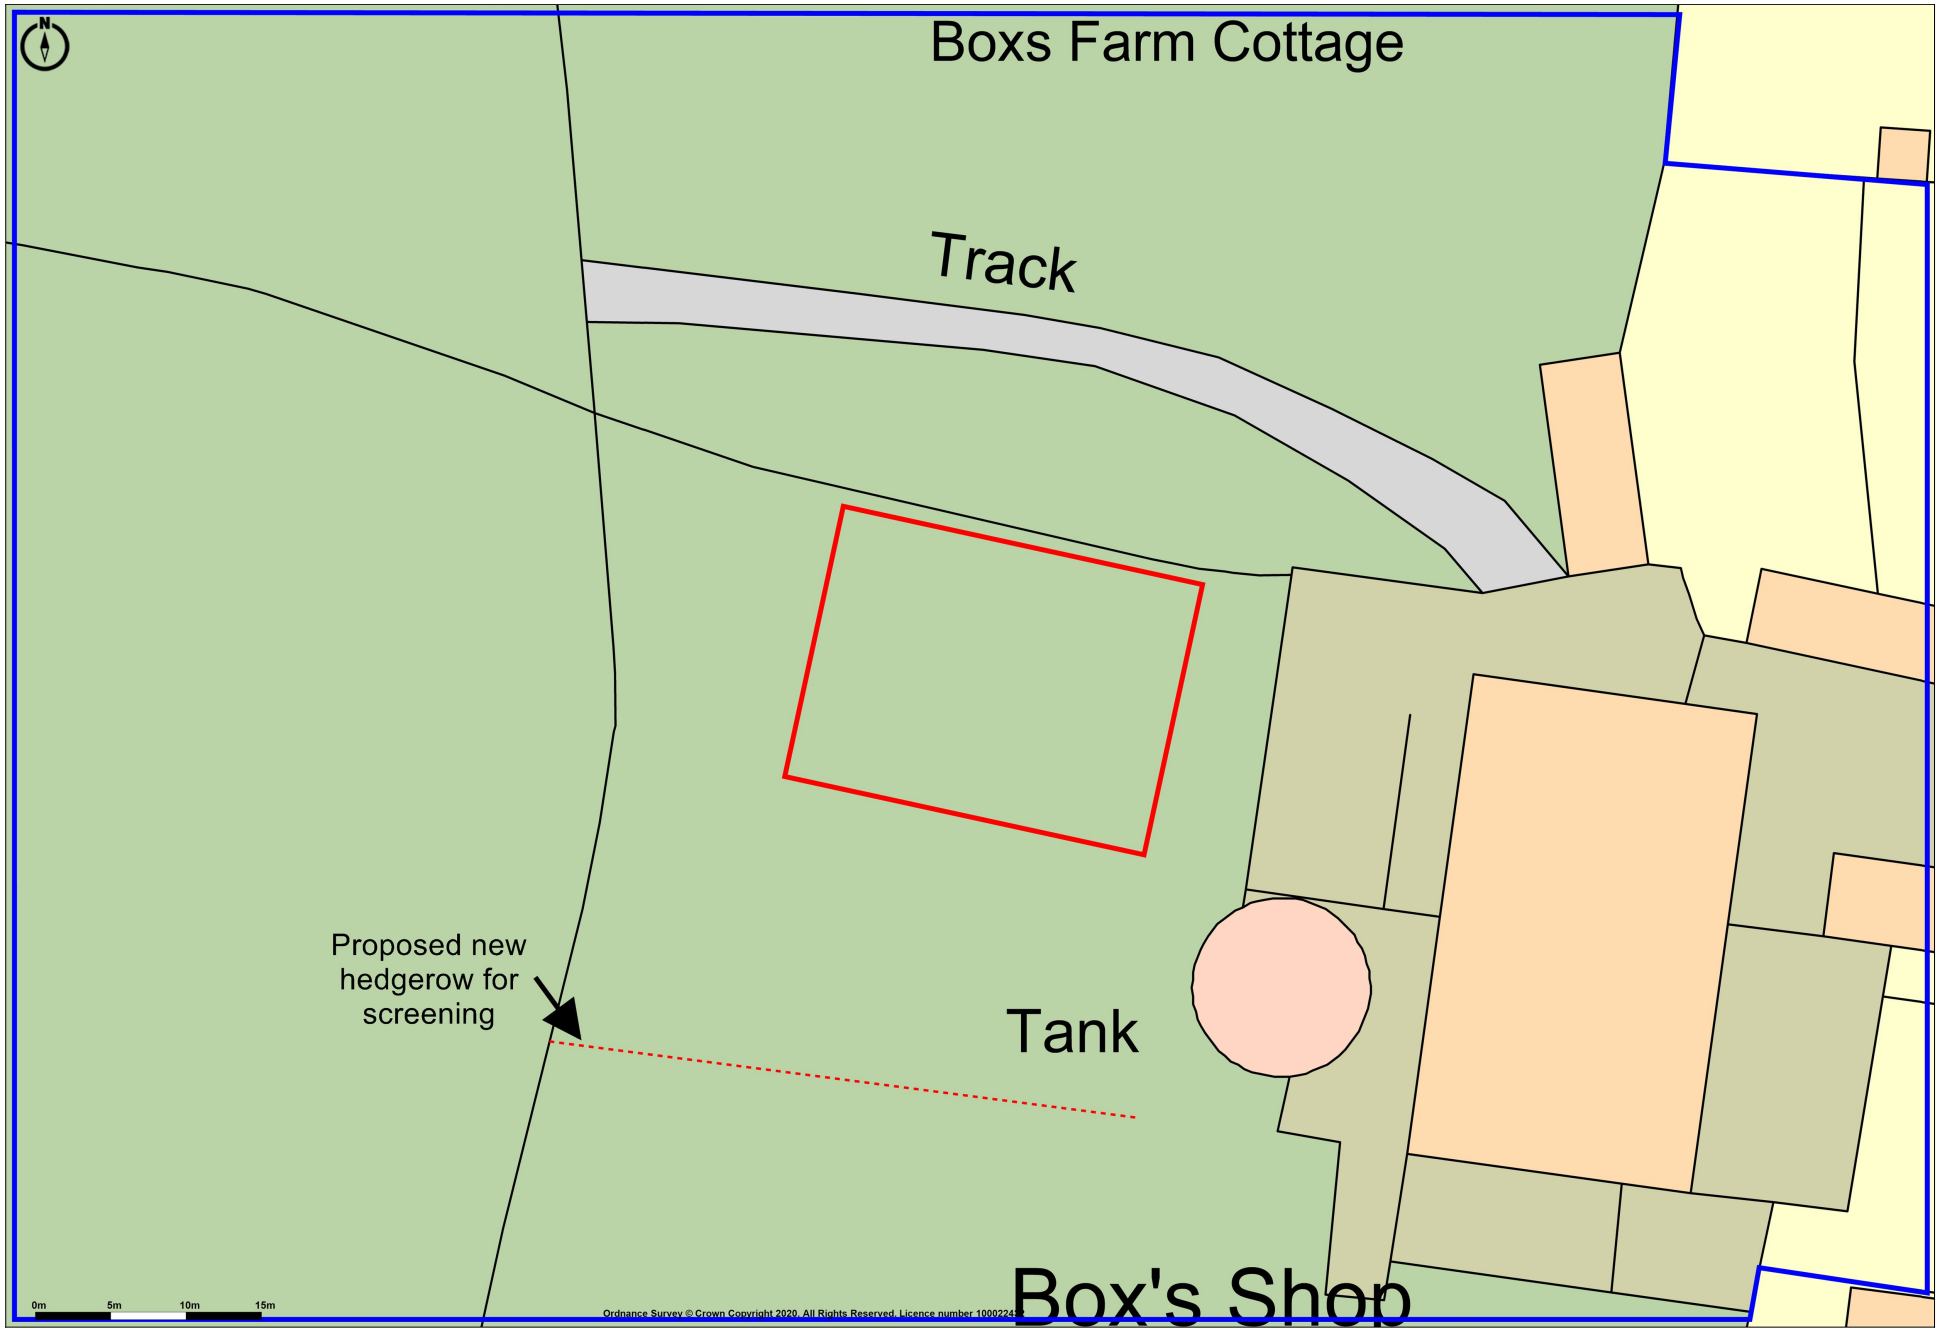 N
Boxs Farm Cottage
Track
Proposed new
hedgerow for
screening
Tank
Box's Shop
0m 5m 10m 15m
Ordnance Survey © Crown Copyright 2020. All Rights Reserved. Licence number